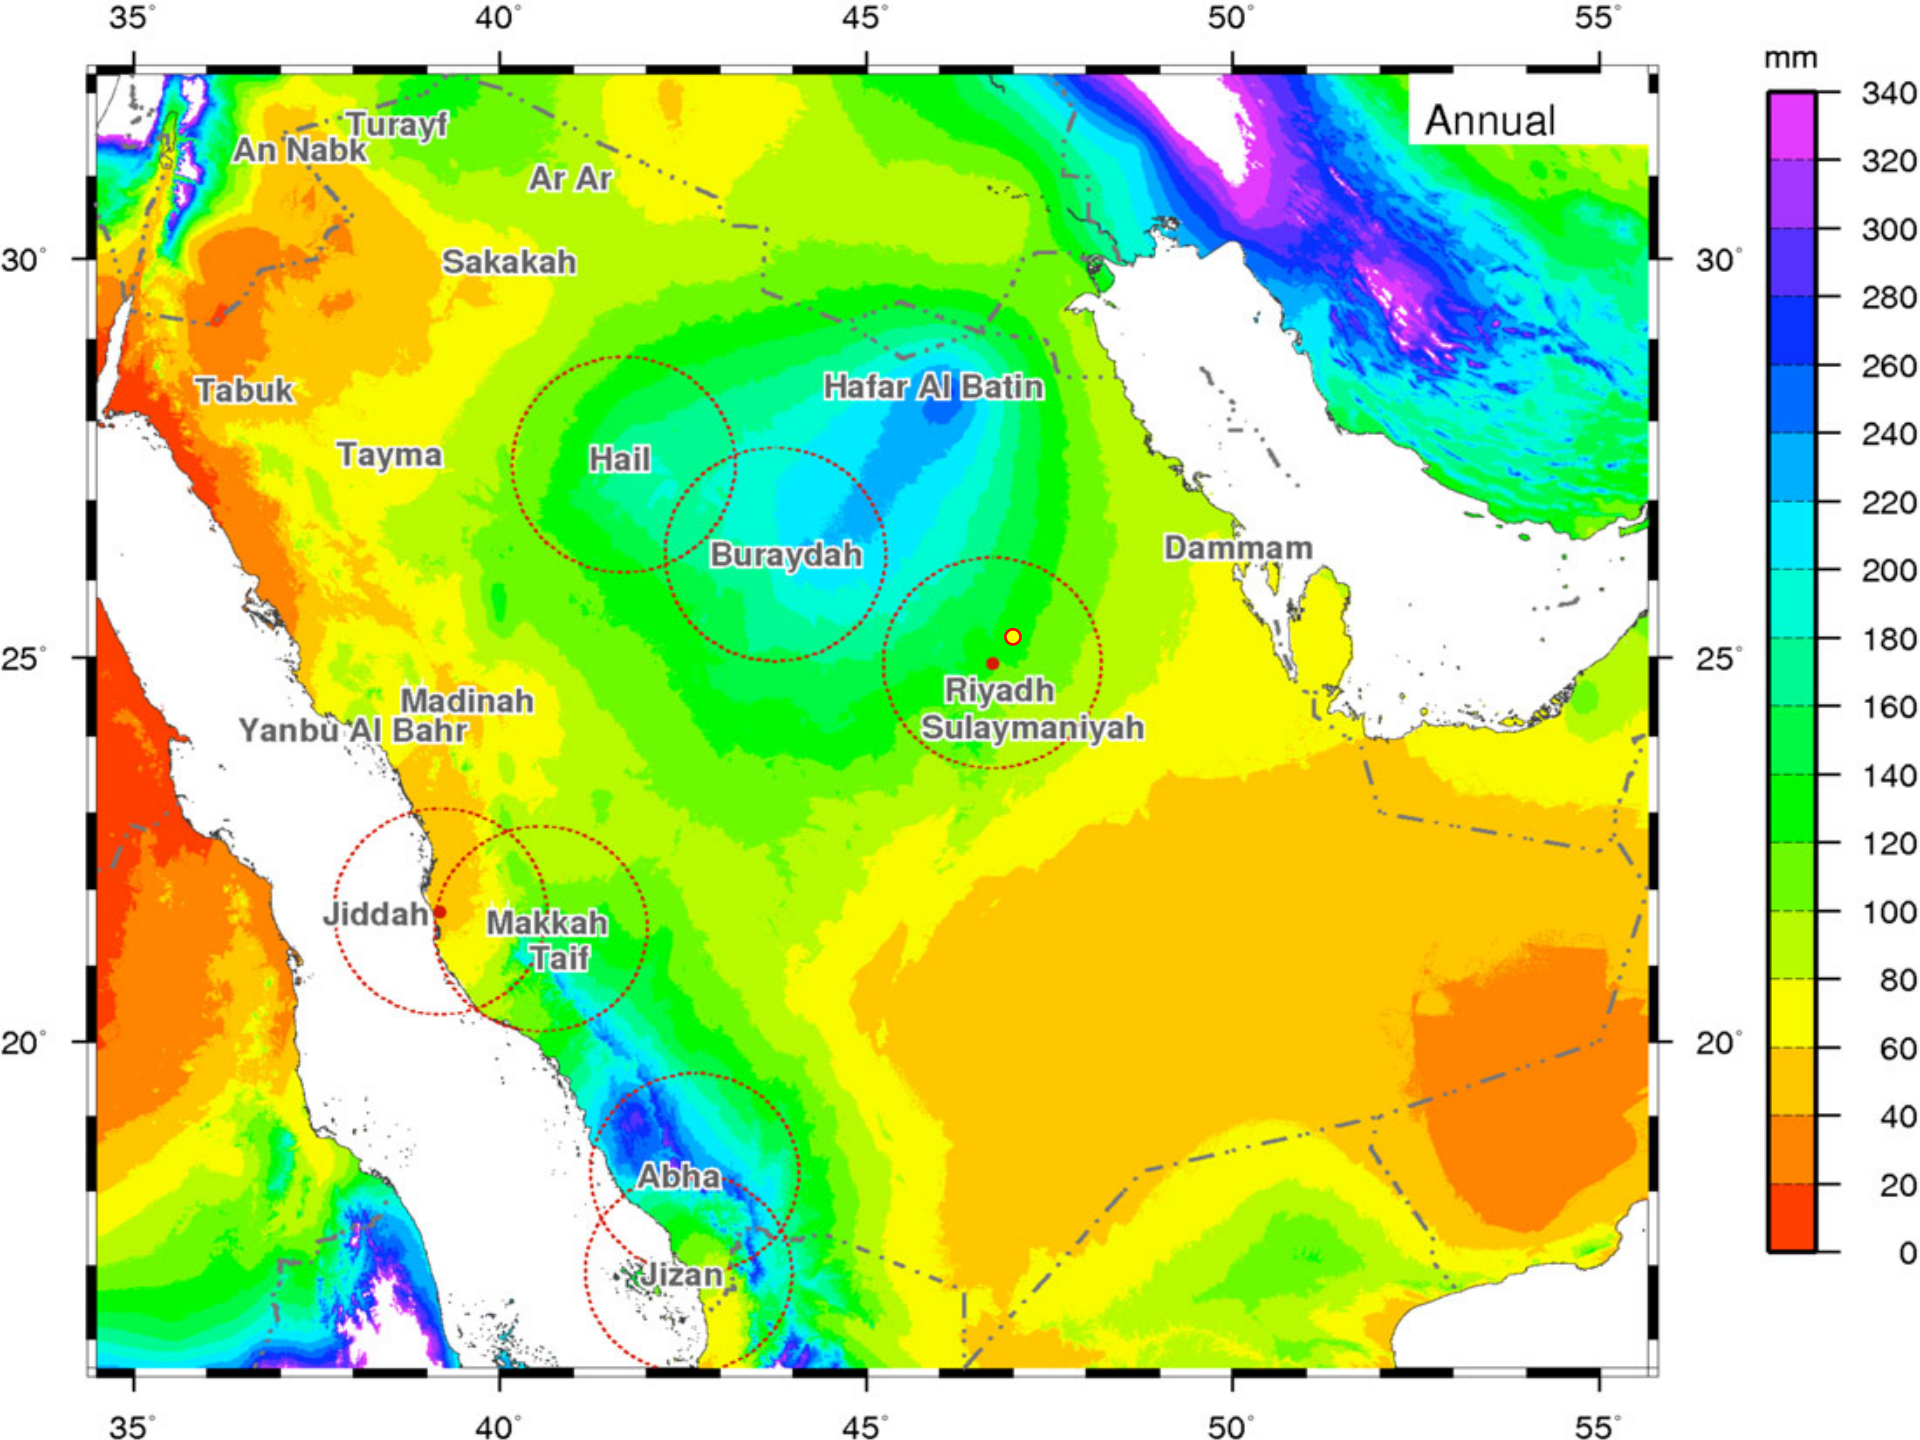 35° 40° 45° 50° 55°
mm
Annual
340
320
300
280
260
240
220
200
180
160
140
120
100
80
60
40
20
0
Turayf
An Nabk
Ar Ar
30° Sakakah 30°
Tabuk
Hafar Al Batin
Tayma
Hail
Buraydah
Dammam
25° 25°
Riyadh
Madinah
Sulaymaniyah
Yanbu Al Bahr
Jiddah
Makkah
Taif
20° 20°
Abha
Jizan
35° 40° 45° 50° 55°